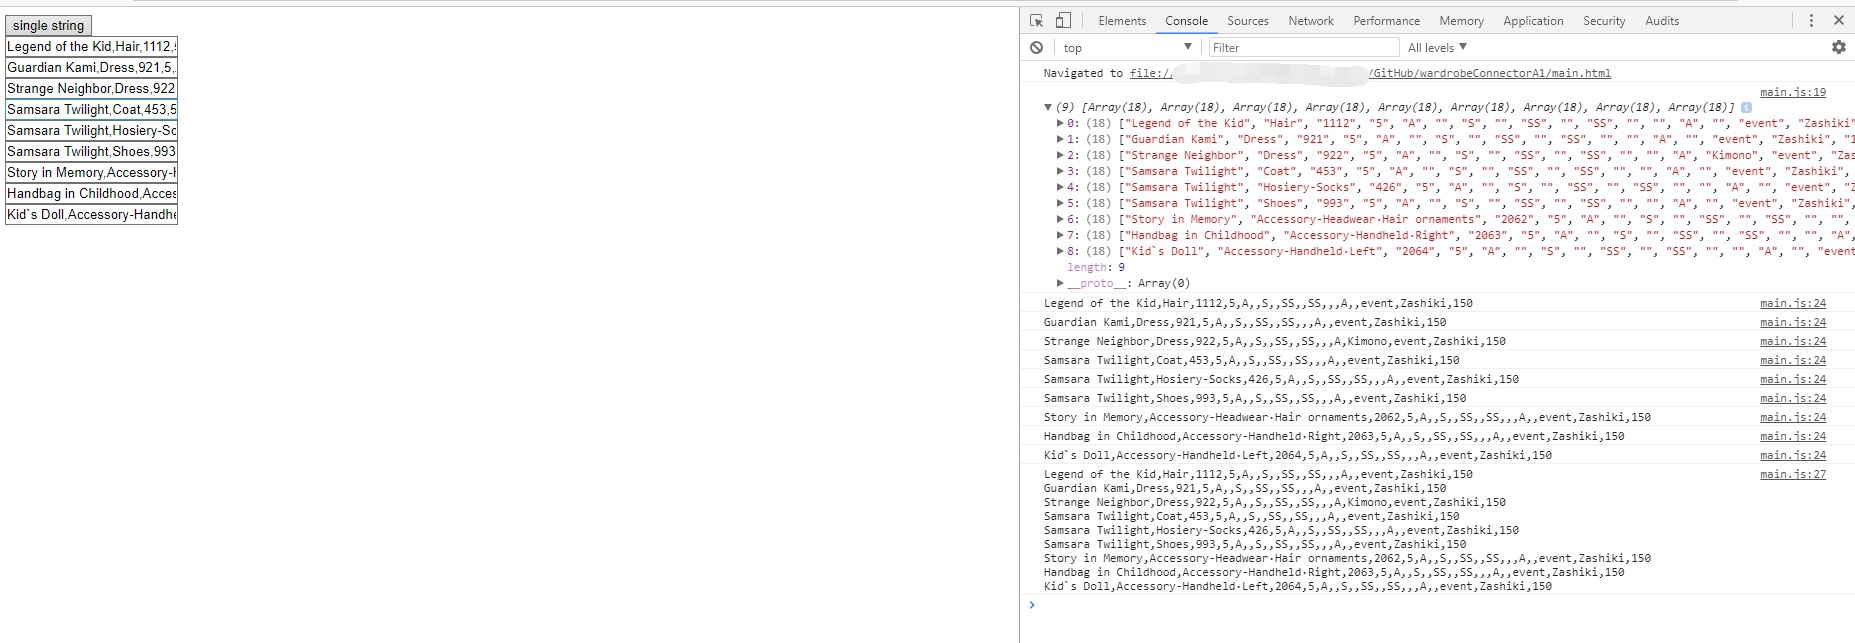 single string
Legend of the Kid,Hair,1112,5
Guardian Kami,Dress,921,5,
Strange Neighbor,Dress,922
Samsara Twilight,Coat,453,5
Samsara Twilight,Hosiery-So
Samsara Twilight,Shoes,993
Story in Memory,Accessory-H
Handbag in Childhood,Acces
Kid`s Doll,Accessory-Handhe
Elements Console Sources Network Performance Memory Application Security Audits
top Filter All levels
Navigated to file:// /GitHub/wardrobeConnectorA1/main.html
main.js:19
(9) [Array(18), Array(18), Array(18), Array(18), Array(18), Array(18), Array(18), Array(18), Array(18)]
0: (18) ["Legend of the Kid", "Hair", "1112", "5", "A", "", "S", "", "SS", "", "SS", "", "", "A", "", "event", "Zashiki"
1: (18) ["Guardian Kami", "Dress", "921", "5", "A", "", "S", "", "SS", "", "SS", "", "", "A", "", "event", "Zashiki", "1
2: (18) ["Strange Neighbor", "Dress", "922", "5", "A", "", "S", "", "SS", "", "SS", "", "", "A", "Kimono", "event", "Zas
3: (18) ["Samsara Twilight", "Coat", "453", "5", "A", "", "S", "", "SS", "", "SS", "", "", "A", "", "event", "Zashiki",
4: (18) ["Samsara Twilight", "Hosiery-Socks", "426", "5", "A", "", "S", "", "SS", "", "SS", "", "", "A", "", "event", "Z
5: (18) ["Samsara Twilight", "Shoes", "993", "5", "A", "", "S", "", "SS", "", "SS", "", "", "A", "", "event", "Zashiki",
6: (18) ["Story in Memory", "Accessory-Headwear·Hair ornaments", "2062", "5", "A", "", "S", "", "SS", "", "SS", "", "",
7: (18) ["Handbag in Childhood", "Accessory-Handheld·Right", "2063", "5", "A", "", "S", "", "SS", "", "SS", "", "", "A",
8: (18) ["Kid`s Doll", "Accessory-Handheld·Left", "2064", "5", "A", "", "S", "", "SS", "", "SS", "", "", "A", "", "event
length: 9
__proto__: Array(0)
Legend of the Kid,Hair,1112,5,A,,S,,SS,,SS,,,A,,event,Zashiki,150 main.js:24
Guardian Kami,Dress,921,5,A,,S,,SS,,SS,,,A,,event,Zashiki,150 main.js:24
Strange Neighbor,Dress,922,5,A,,S,,SS,,SS,,,A,Kimono,event,Zashiki,150 main.js:24
Samsara Twilight,Coat,453,5,A,,S,,SS,,SS,,,A,,event,Zashiki,150 main.js:24
Samsara Twilight,Hosiery-Socks,426,5,A,,S,,SS,,SS,,,A,,event,Zashiki,150 main.js:24
Samsara Twilight,Shoes,993,5,A,,S,,SS,,SS,,,A,,event,Zashiki,150 main.js:24
Story in Memory,Accessory-Headwear·Hair ornaments,2062,5,A,,S,,SS,,SS,,,A,,event,Zashiki,150 main.js:24
Handbag in Childhood,Accessory-Handheld·Right,2063,5,A,,S,,SS,,SS,,,A,,event,Zashiki,150 main.js:24
Kid`s Doll,Accessory-Handheld·Left,2064,5,A,,S,,SS,,SS,,,A,,event,Zashiki,150 main.js:24
Legend of the Kid,Hair,1112,5,A,,S,,SS,,SS,,,A,,event,Zashiki,150 main.js:27
Guardian Kami,Dress,921,5,A,,S,,SS,,SS,,,A,,event,Zashiki,150
Strange Neighbor,Dress,922,5,A,,S,,SS,,SS,,,A,Kimono,event,Zashiki,150
Samsara Twilight,Coat,453,5,A,,S,,SS,,SS,,,A,,event,Zashiki,150
Samsara Twilight,Hosiery-Socks,426,5,A,,S,,SS,,SS,,,A,,event,Zashiki,150
Samsara Twilight,Shoes,993,5,A,,S,,SS,,SS,,,A,,event,Zashiki,150
Story in Memory,Accessory-Headwear·Hair ornaments,2062,5,A,,S,,SS,,SS,,,A,,event,Zashiki,150
Handbag in Childhood,Accessory-Handheld·Right,2063,5,A,,S,,SS,,SS,,,A,,event,Zashiki,150
Kid`s Doll,Accessory-Handheld·Left,2064,5,A,,S,,SS,,SS,,,A,,event,Zashiki,150